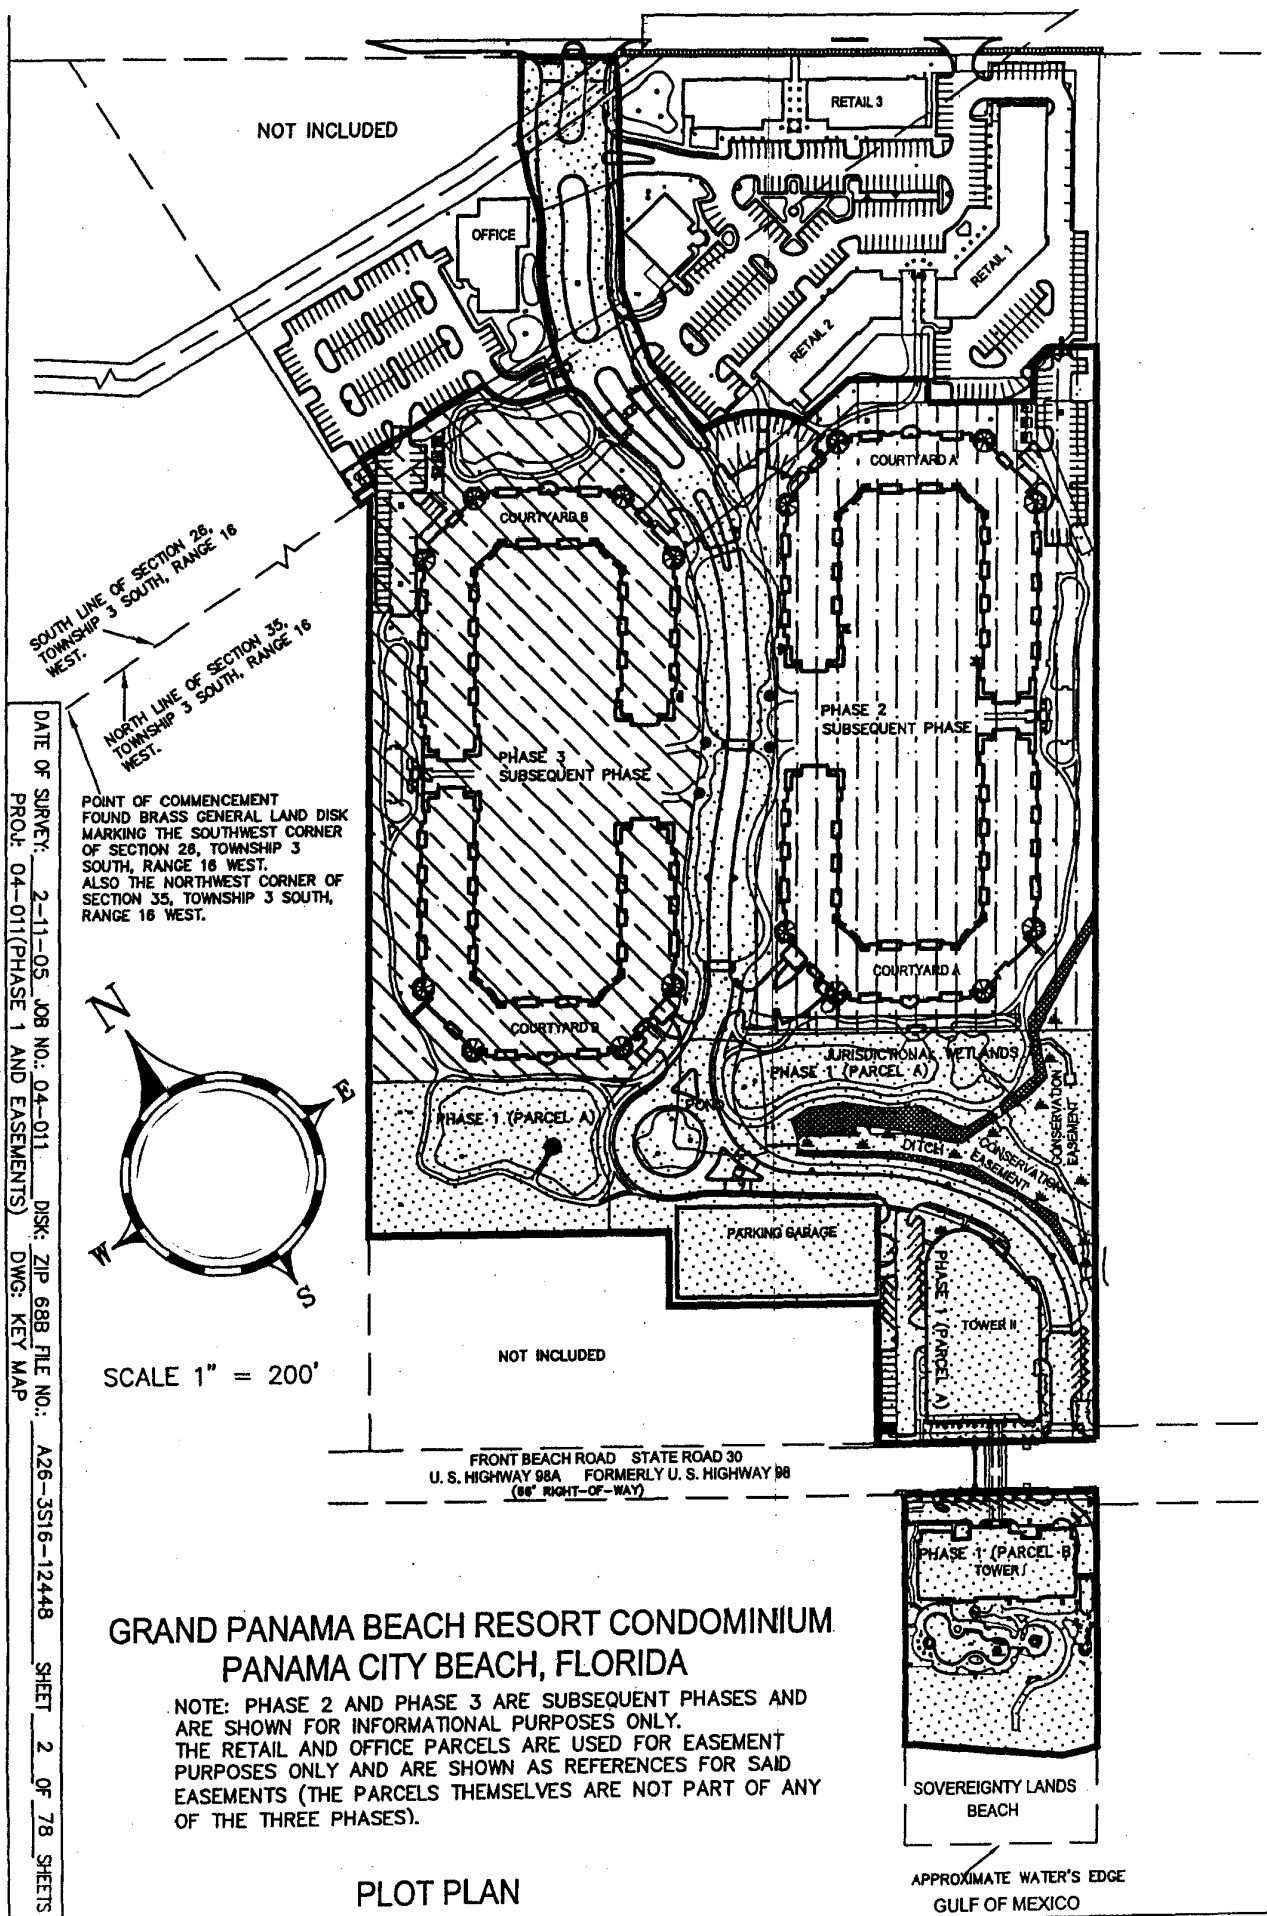 NOT INCLUDED
RETAIL 3
OFFICE
RETAIL 1
RETAIL 2
COURTYARD A
COURTYARD B
SOUTH LINE OF SECTION 26,
TOWNSHIP 3 SOUTH, RANGE 16
WEST.
NORTH LINE OF SECTION 35,
TOWNSHIP 3 SOUTH, RANGE 16
WEST.
PHASE 2
SUBSEQUENT PHASE
PHASE 3
SUBSEQUENT PHASE
POINT OF COMMENCEMENT
FOUND BRASS GENERAL LAND DISK
MARKING THE SOUTHWEST CORNER
OF SECTION 26, TOWNSHIP 3
SOUTH, RANGE 16 WEST.
ALSO THE NORTHWEST CORNER OF
SECTION 35, TOWNSHIP 3 SOUTH,
RANGE 16 WEST.
COURTYARD A
COURTYARD B
JURISDICTIONAL WETLANDS
PHASE 1 (PARCEL A)
PHASE 1 (PARCEL A)
POND
CONSERVATION
EASEMENT
DITCH
CONSERVATION
EASEMENT
N
E
W
S
PARKING GARAGE
PHASE 1 (PARCEL A)
TOWER II
NOT INCLUDED
SCALE 1" = 200'
FRONT BEACH ROAD STATE ROAD 30
U. S. HIGHWAY 98A FORMERLY U. S. HIGHWAY 98
(66' RIGHT-OF-WAY)
PHASE 1 (PARCEL B)
TOWER I
GRAND PANAMA BEACH RESORT CONDOMINIUM
PANAMA CITY BEACH, FLORIDA
NOTE: PHASE 2 AND PHASE 3 ARE SUBSEQUENT PHASES AND
ARE SHOWN FOR INFORMATIONAL PURPOSES ONLY.
THE RETAIL AND OFFICE PARCELS ARE USED FOR EASEMENT
PURPOSES ONLY AND ARE SHOWN AS REFERENCES FOR SAID
EASEMENTS (THE PARCELS THEMSELVES ARE NOT PART OF ANY
OF THE THREE PHASES).
SOVEREIGNTY LANDS
BEACH
APPROXIMATE WATER'S EDGE
GULF OF MEXICO
PLOT PLAN
DATE OF SURVEY: 2-11-05 JOB NO.: 04-011 DISK: ZIP 68B FILE NO.: A26-3S16-12448 SHEET 2 OF 78 SHEETS
PROJ: 04-011(PHASE 1 AND EASEMENTS) DWG: KEY MAP